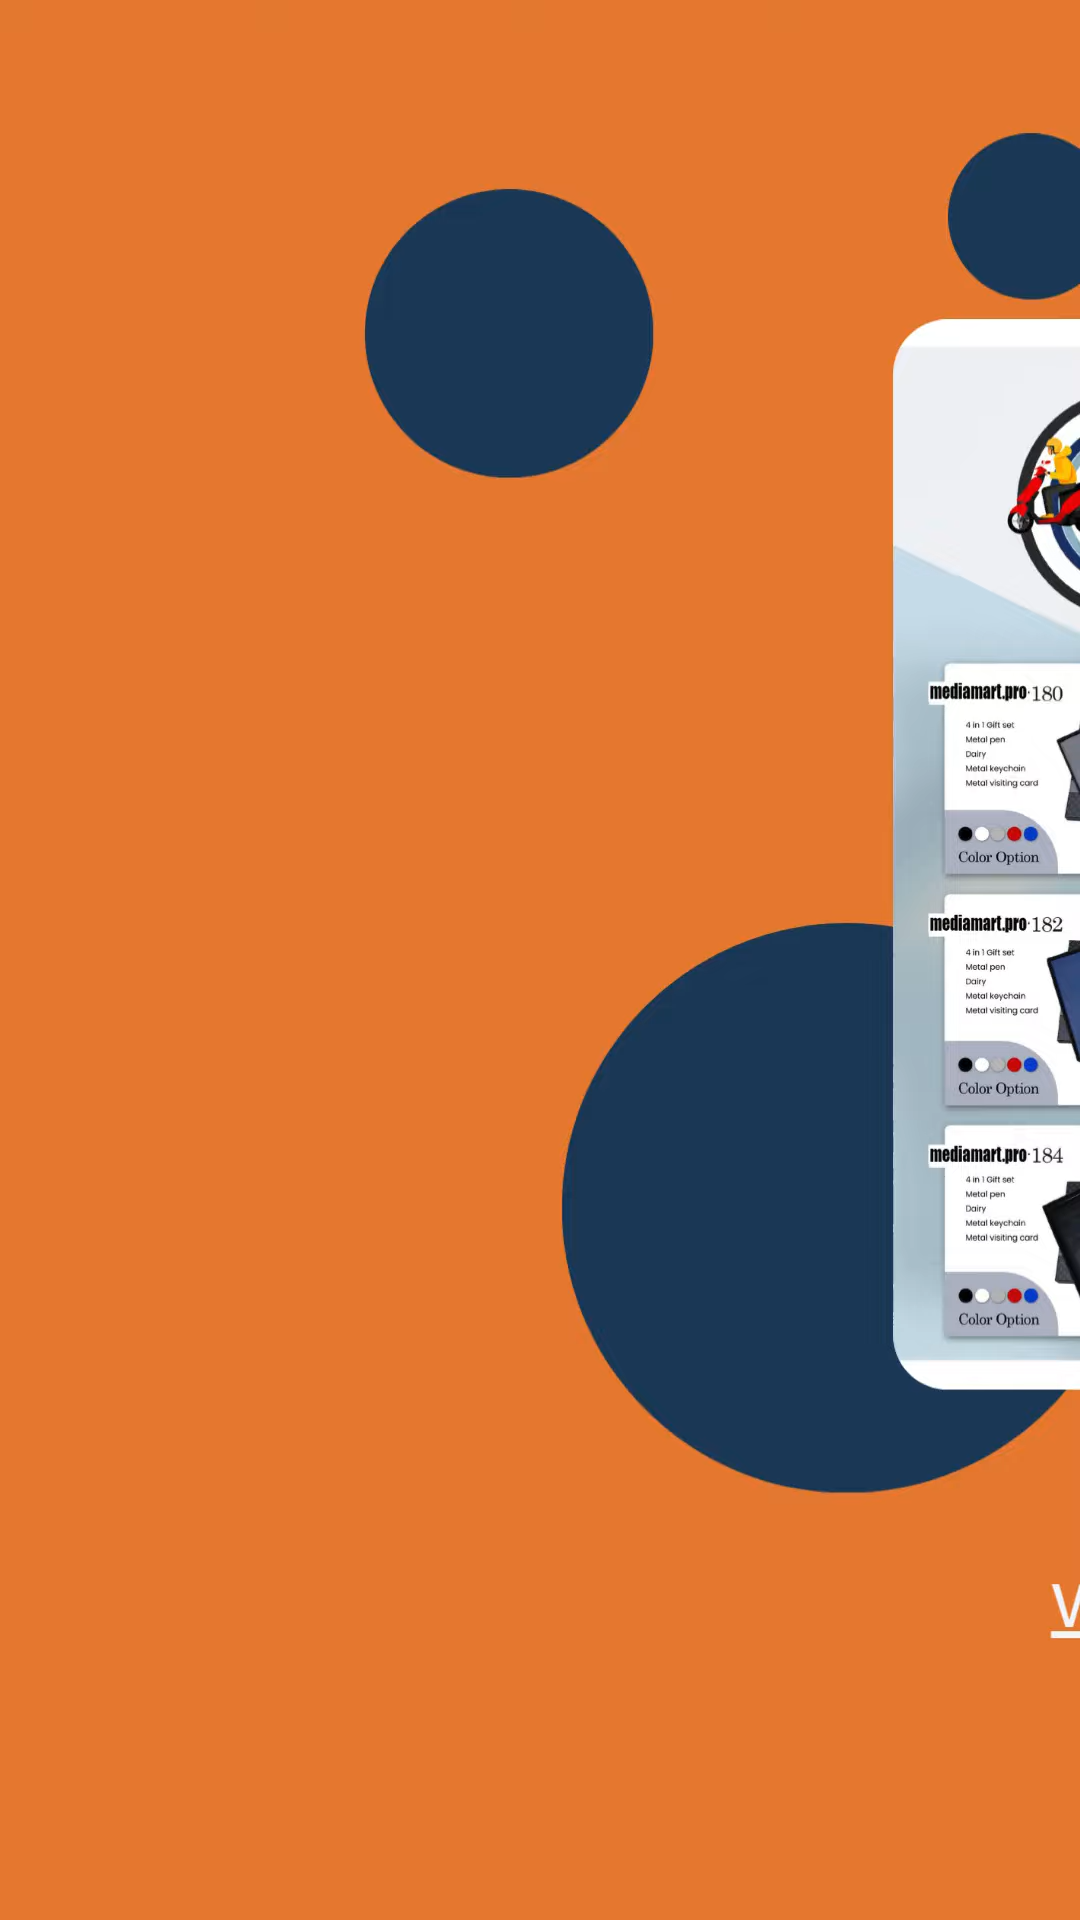 mediamart.pro·180
4 in 1 Gift set
Metal pen
Dairy
Metal keychain
Metal visiting card
Color Option
mediamart.pro·182
4 in 1 Gift set
Metal pen
Dairy
Metal keychain
Metal visiting card
Color Option
mediamart.pro·184
4 in 1 Gift set
Metal pen
Dairy
Metal keychain
Metal visiting card
Color Option